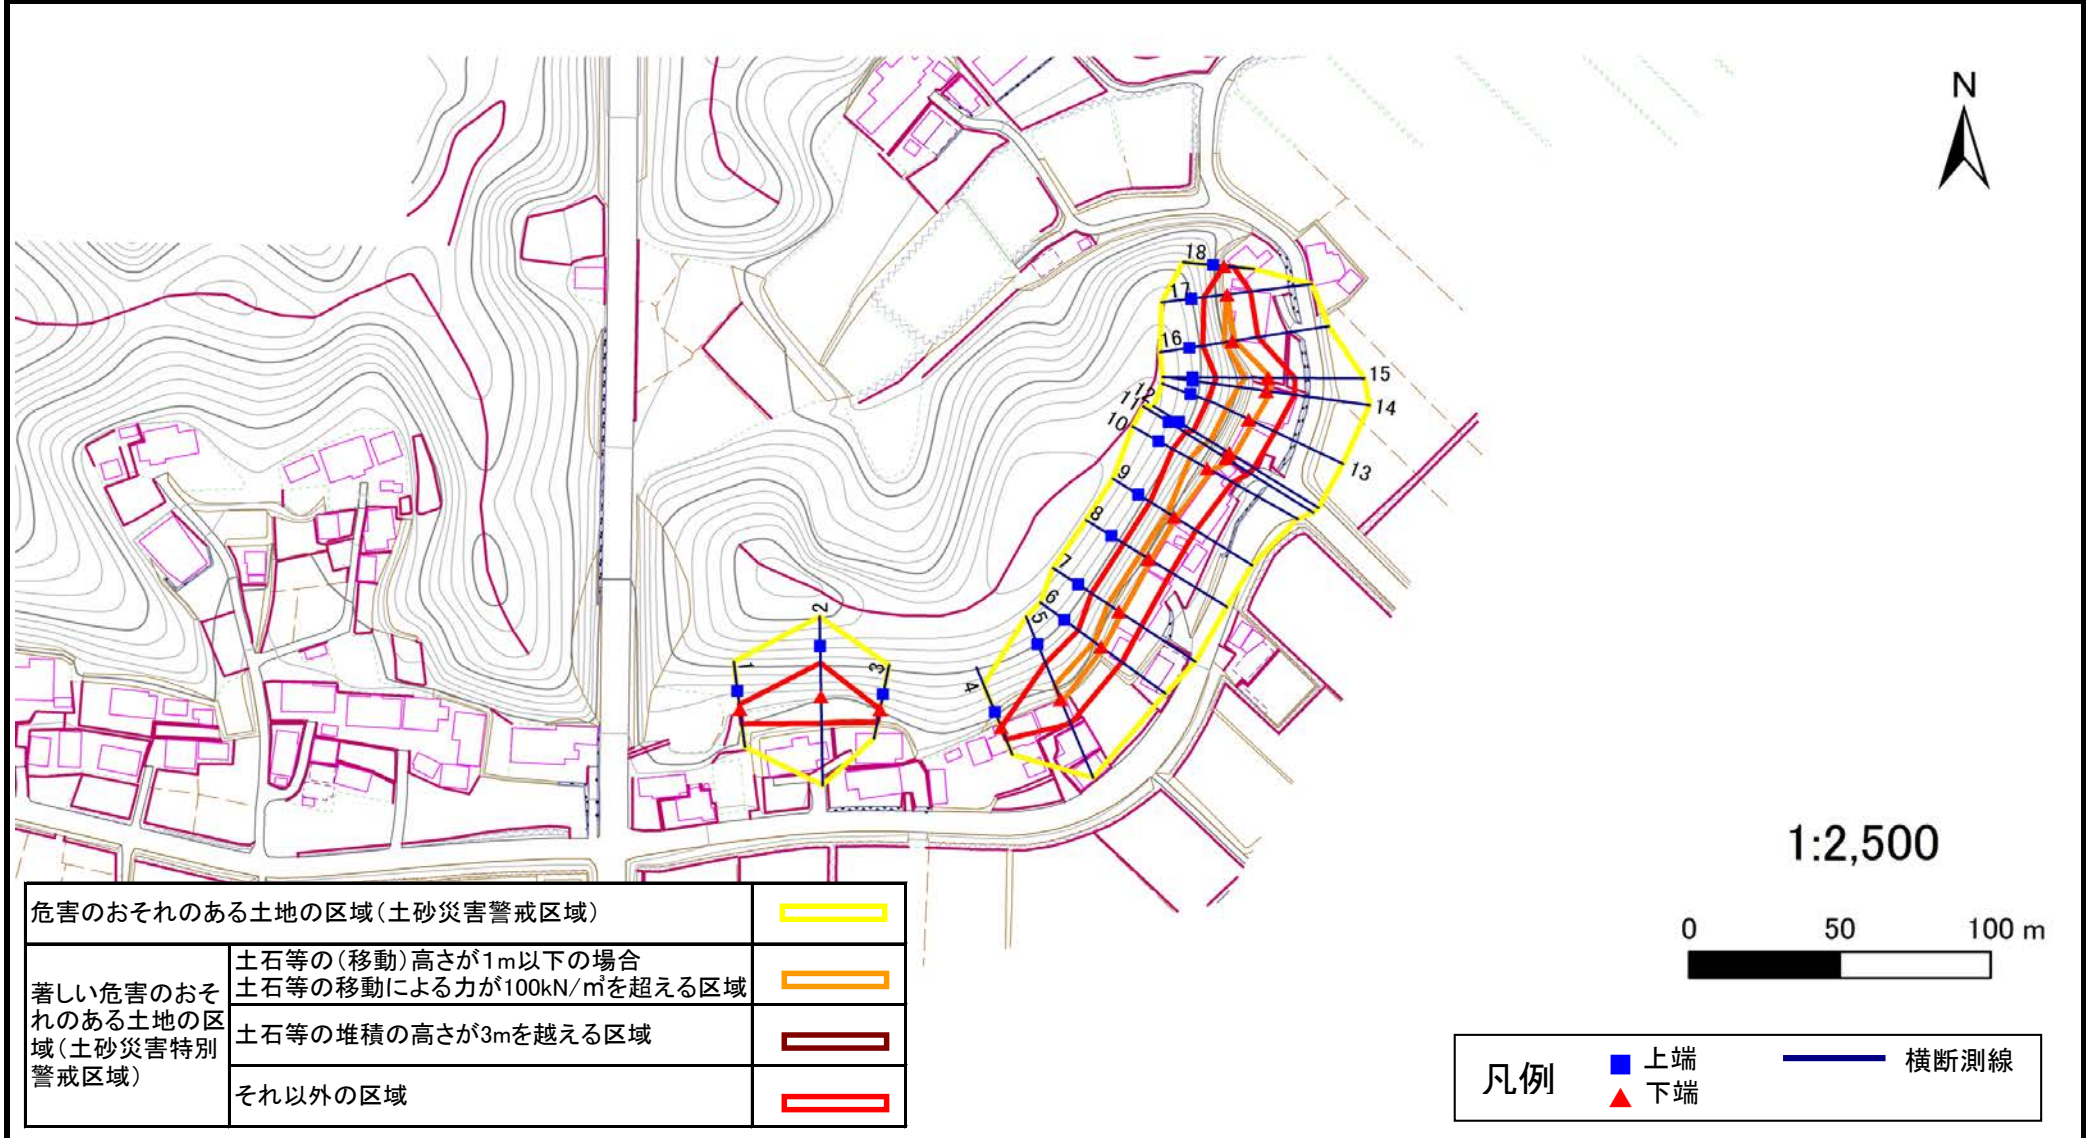 N
18
17
16
15
14
12
11
10
13
9
8
7
6
5
2
1
3
4
1:2,500
0 50 100 m
危害のおそれのある土地の区域(土砂災害警戒区域)
著しい危害のおそ
れのある土地の区
域(土砂災害特別
警戒区域)
土石等の(移動)高さが1m以下の場合
土石等の移動による力が100kN/㎡を超える区域
土石等の堆積の高さが3mを越える区域
それ以外の区域
凡例
上端
下端
横断測線